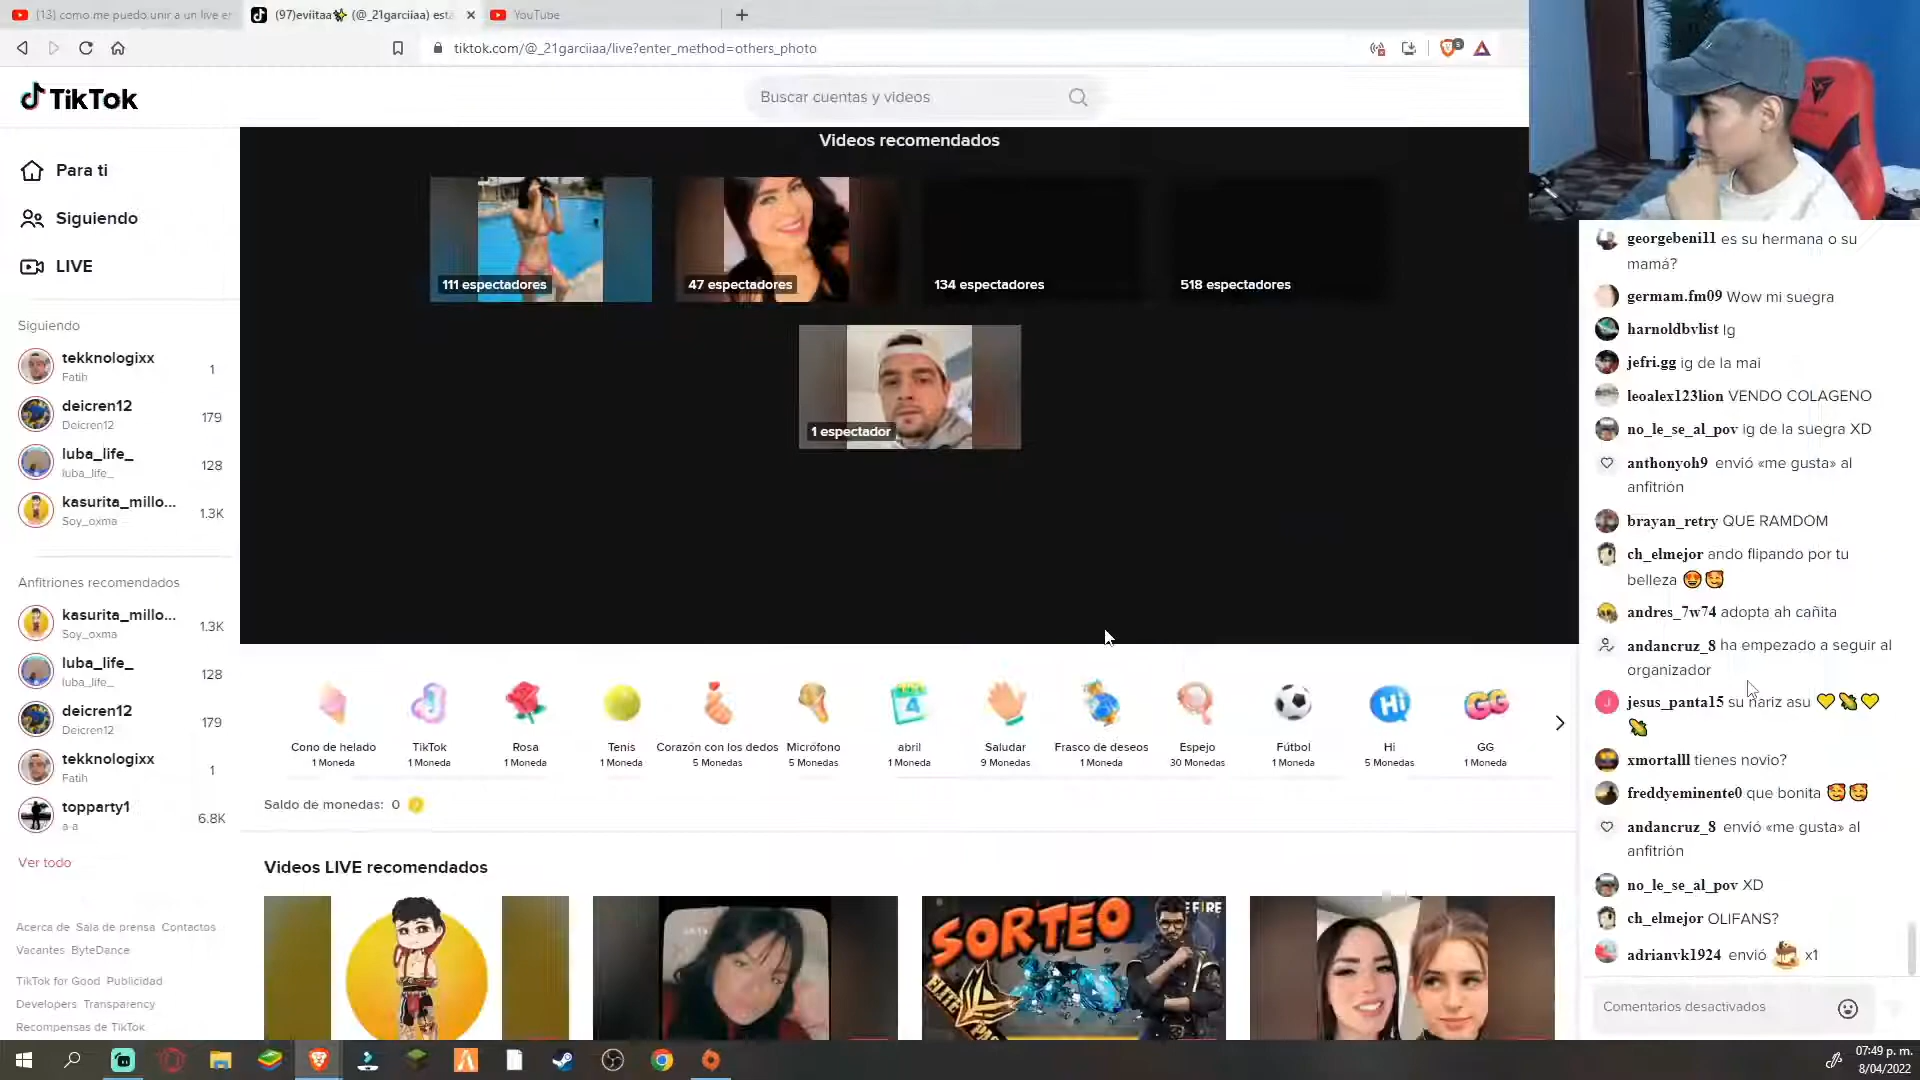 (13) como me puedo unir a un live en
(97)eviitaa (@_21garciiaa) está
YouTube
tiktok.com/@_21garciiaa/live?enter_method=others_photo
TikTok
Buscar cuentas y videos
Para ti
Siguiendo
LIVE
Siguiendo
tekknologixx
Fatih
1
deicren12
Deicren12
179
luba_life_
luba_life_
128
kasurita_millo...
Soy_oxma
1.3K
Anfitriones recomendados
kasurita_millo...
Soy_oxma
1.3K
luba_life_
luba_life_
128
deicren12
Deicren12
179
tekknologixx
Fatih
1
topparty1
a a
6.8K
Ver todo
Acerca de Sala de prensa Contactos
Vacantes ByteDance
TikTok for Good Publicidad
Developers Transparency
Recompensas de TikTok
Videos recomendados
111 espectadores
47 espectadores
134 espectadores
518 espectadores
1 espectador
Cono de helado
1 Moneda
TikTok
1 Moneda
Rosa
1 Moneda
Tenis
1 Moneda
Corazón con los dedos
5 Monedas
Micrófono
5 Monedas
abril
1 Moneda
Saludar
9 Monedas
Frasco de deseos
1 Moneda
Espejo
30 Monedas
Fútbol
1 Moneda
Hi
5 Monedas
GG
1 Moneda
Saldo de monedas: 0
Videos LIVE recomendados
SORTEO
georgebeni11 es su hermana o su
mamá?
germam.fm09 Wow mi suegra
harnoldbvlist Ig
jefri.gg ig de la mai
leoalex123lion VENDO COLAGENO
no_le_se_al_pov ig de la suegra XD
anthonyoh9 envió «me gusta» al
anfitrión
brayan_retry QUE RAMDOM
ch_elmejor ando flipando por tu
belleza 😍🥰
andres_7w74 adopta ah cañita
andancruz_8 ha empezado a seguir al
organizador
jesus_panta15 su nariz asu 💛🌽💛
🌽
xmortalll tienes novio?
freddyeminente0 que bonita 🥰🥰
andancruz_8 envió «me gusta» al
anfitrión
no_le_se_al_pov XD
ch_elmejor OLIFANS?
adrianvk1924 envió x1
Comentarios desactivados
07:49 p. m.
8/04/2022